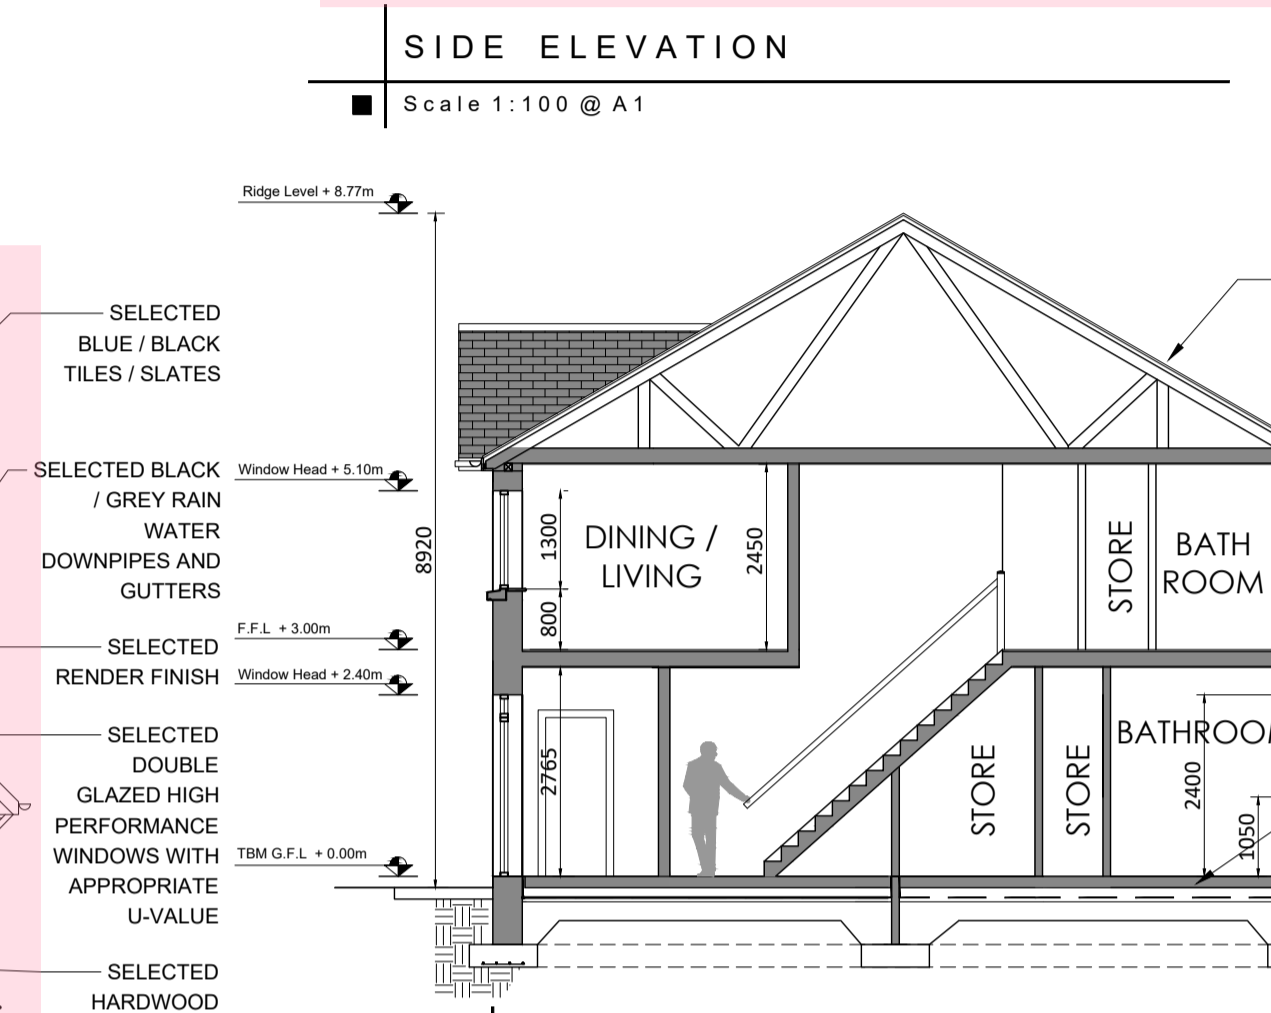 SIDE ELEVATION
Scale 1:100 @ A1
Ridge Level + 8.77m
SELECTED
BLUE / BLACK
TILES / SLATES
SELECTED BLACK
/ GREY RAIN
WATER
DOWNPIPES AND
GUTTERS
Window Head + 5.10m
SELECTED
RENDER FINISH
F.F.L + 3.00m
Window Head + 2.40m
SELECTED
DOUBLE
GLAZED HIGH
PERFORMANCE
WINDOWS WITH
APPROPRIATE
U-VALUE
TBM G.F.L + 0.00m
SELECTED
HARDWOOD
8920
1300
800
DINING /
LIVING
2450
STORE
BATH
ROOM
2765
STORE
STORE
BATHROOM
2400
1050